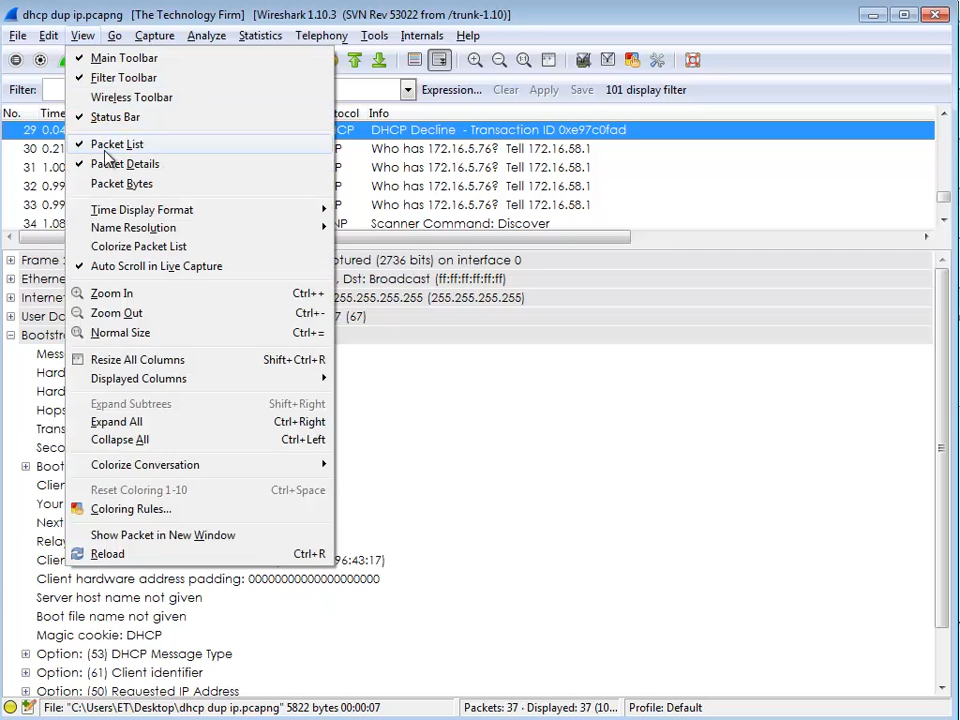 dhcp dup ip.pcapng [The Technology Firm] [Wireshark 1.10.3 (SVN Rev 53022 from /trunk-1.10)]
File Edit View Go Capture Analyze Statistics Telephony Tools Internals Help
Filter: Expression... Clear Apply Save 101 display filter
No. Time Info
29 0.04 CP DHCP Decline - Transaction ID 0xe97c0fad
30 0.21 P Who has 172.16.5.76? Tell 172.16.58.1
31 1.00 P Who has 172.16.5.76? Tell 172.16.58.1
32 0.99 P Who has 172.16.5.76? Tell 172.16.58.1
33 0.99 P Who has 172.16.5.76? Tell 172.16.58.1
34 1.08 NP Scanner Command: Discover
Main Toolbar
Filter Toolbar
Wireless Toolbar
Status Bar
Packet List
Packet Details
Packet Bytes
Time Display Format
Name Resolution
Colorize Packet List
Auto Scroll in Live Capture
Zoom In Ctrl++
Zoom Out Ctrl+-
Normal Size Ctrl+=
Resize All Columns Shift+Ctrl+R
Displayed Columns
Expand Subtrees Shift+Right
Expand All Ctrl+Right
Collapse All Ctrl+Left
Colorize Conversation
Reset Coloring 1-10 Ctrl+Space
Coloring Rules...
Show Packet in New Window
Reload Ctrl+R
Frame ptured (2736 bits) on interface 0
Etherne , Dst: Broadcast (ff:ff:ff:ff:ff:ff)
Internet 255.255.255.255 (255.255.255.255)
User Da 7 (67)
Bootstr
Mess
Hard
Hard
Hops
Trans
Seco
Boot
Clien
Your
Next
Relay
Clien 96:43:17)
Client hardware address padding: 00000000000000000000
Server host name not given
Boot file name not given
Magic cookie: DHCP
Option: (53) DHCP Message Type
Option: (61) Client identifier
Option: (50) Requested IP Address
File: "C:\Users\ET\Desktop\dhcp dup ip.pcapng" 5822 bytes 00:00:07 Packets: 37 · Displayed: 37 (10... Profile: Default